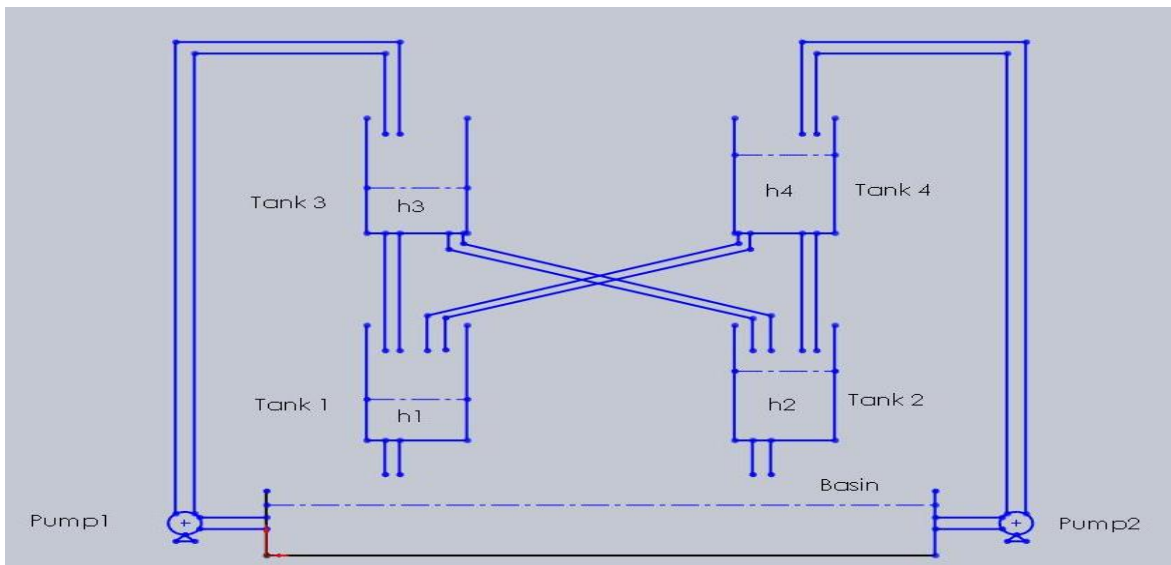 Tank 3
h3
h4
Tank 4
Tank 1
h1
h2
Tank 2
Basin
Pump1
Pump2